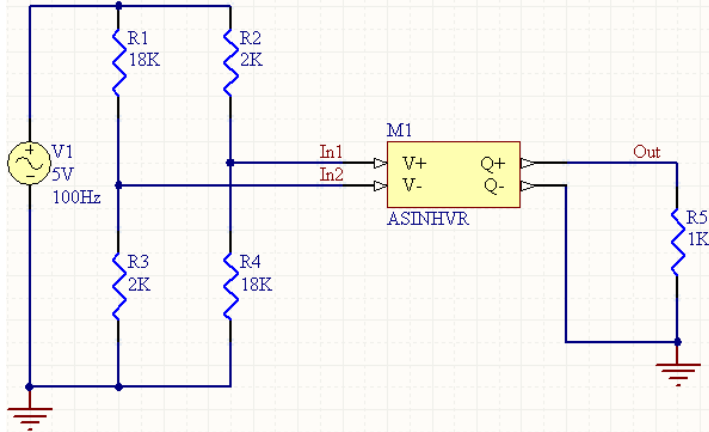 R1
18K
R2
2K
V1
5V
100Hz
In1
In2
M1
V+
V-
Q+
Q-
ASINHVR
Out
R3
2K
R4
18K
R5
1K